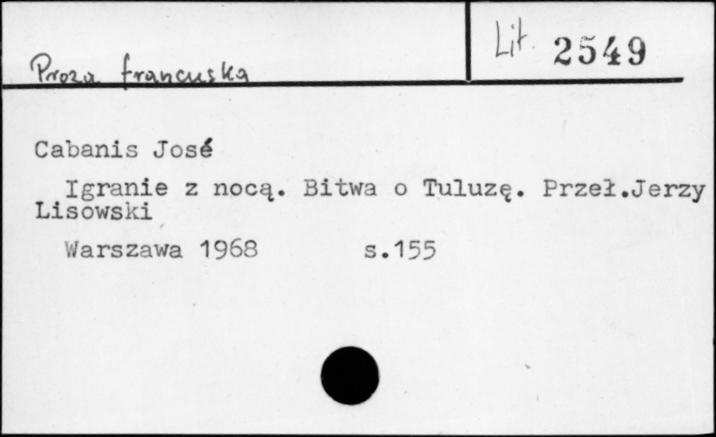 Lit. 2549
Proza francuska
Cabanis José
Igranie z nocą. Bitwa o Tuluzę. Przeł.Jerzy
Lisowski
Warszawa 1968 s.155